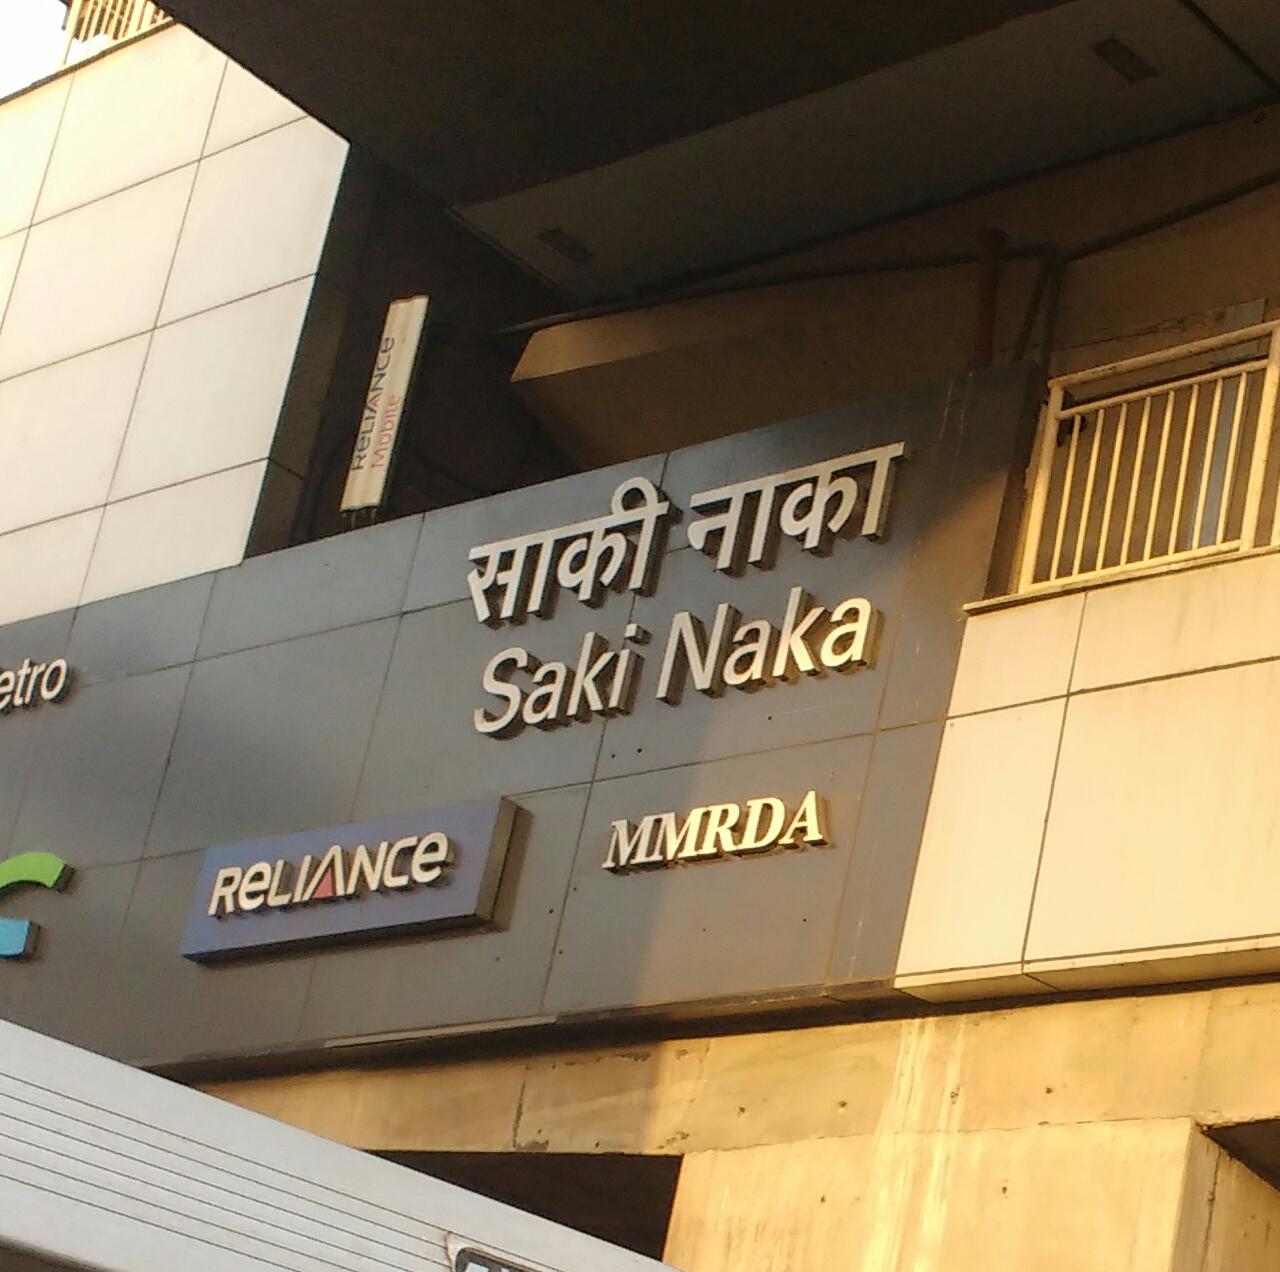 RELIANCE
Mobile
साकी नाका
Saki Naka
etro
RELIANCE
MMRDA